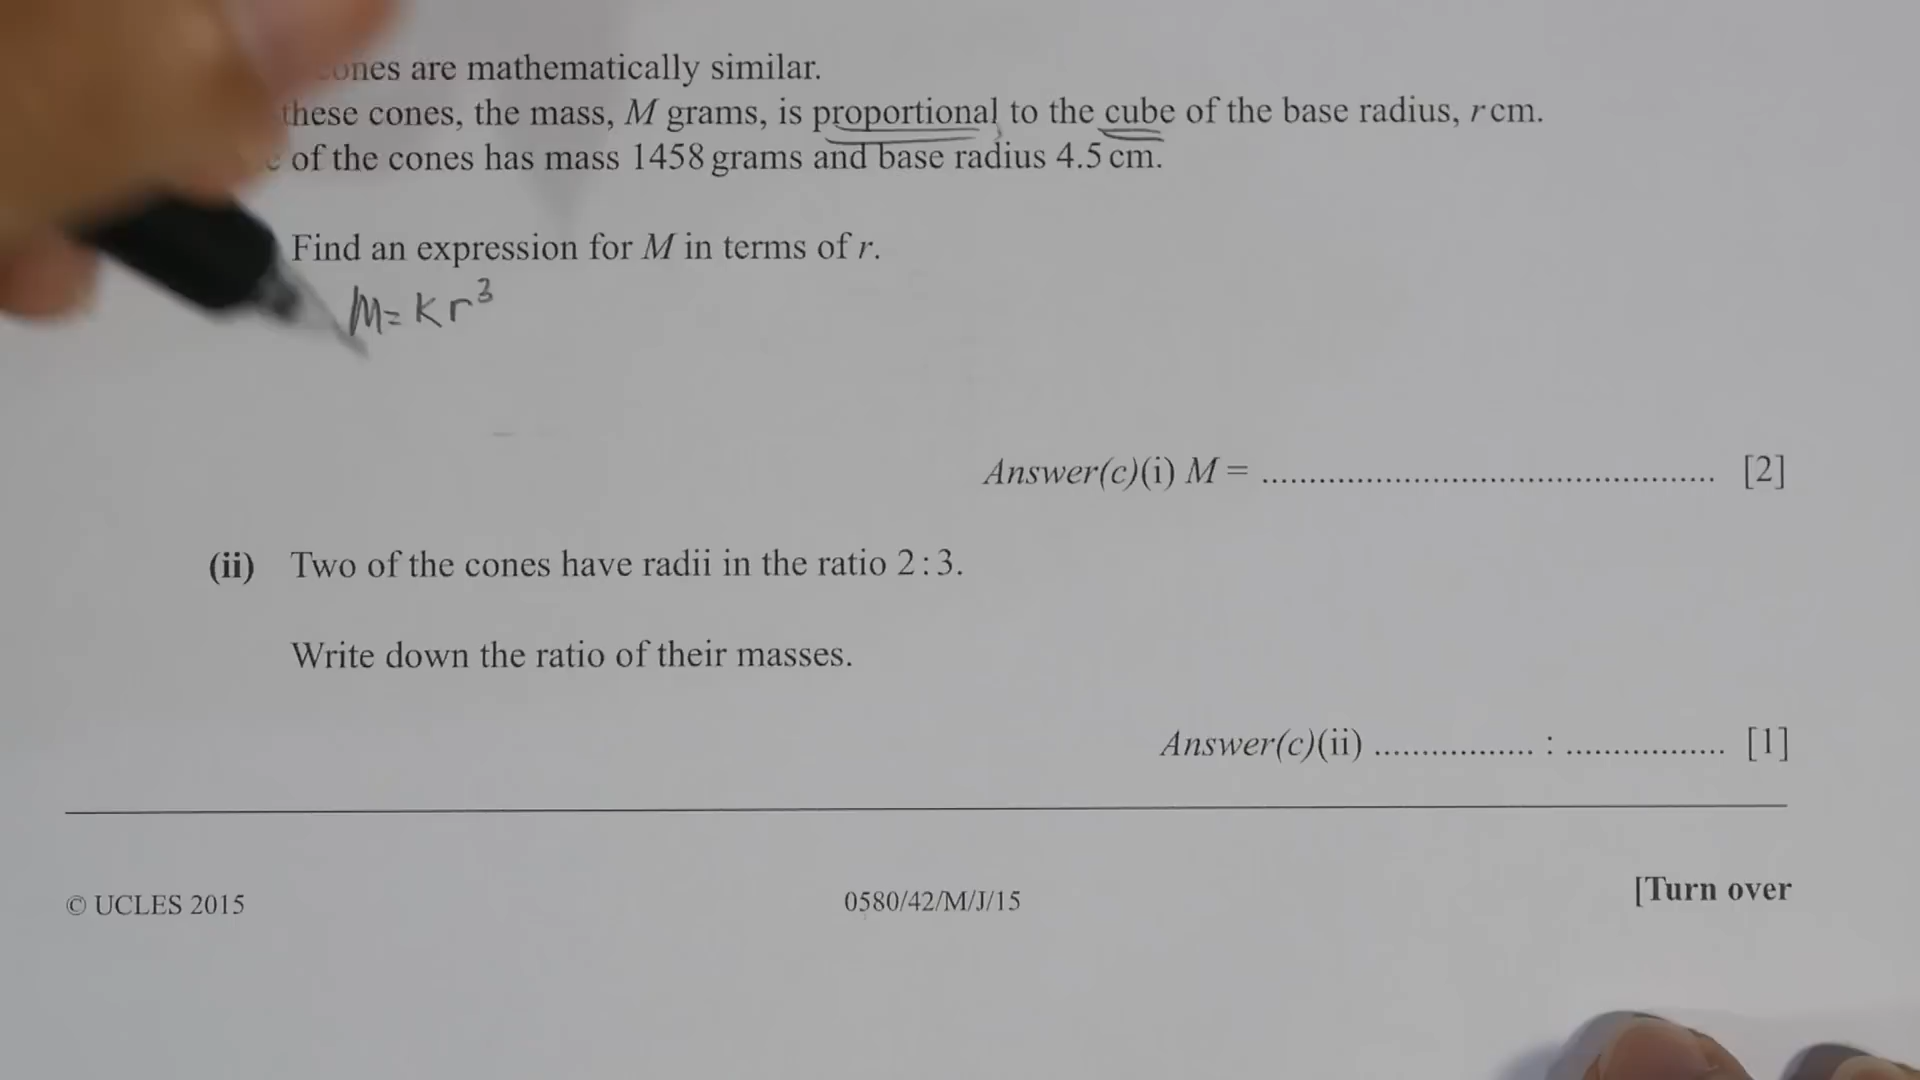 are mathematically similar.
these cones, the mass, M grams, is proportional to the cube of the base radius, r cm.
of the cones has mass 1458 grams and base radius 4.5 cm.
Find an expression for M in terms of r.
M = k r³
Answer(c)(i) M = ................................................ [2]
(ii) Two of the cones have radii in the ratio 2 : 3.
Write down the ratio of their masses.
Answer(c)(ii) ................. : ................. [1]
© UCLES 2015
0580/42/M/J/15
[Turn over